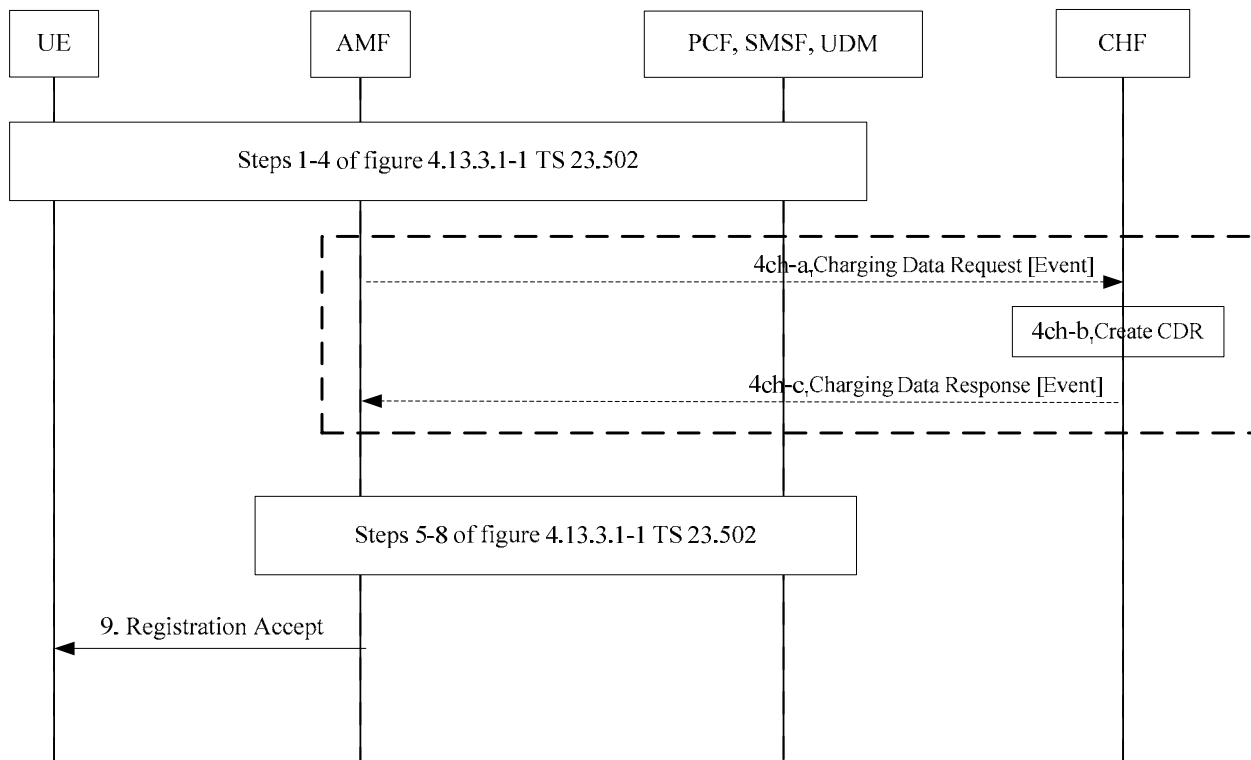 UE
AMF
PCF, SMSF, UDM
CHF
Steps 1-4 of figure 4.13.3.1-1 TS 23.502
4ch-a,Charging Data Request [Event]
4ch-b,Create CDR
4ch-c,Charging Data Response [Event]
Steps 5-8 of figure 4.13.3.1-1 TS 23.502
9. Registration Accept